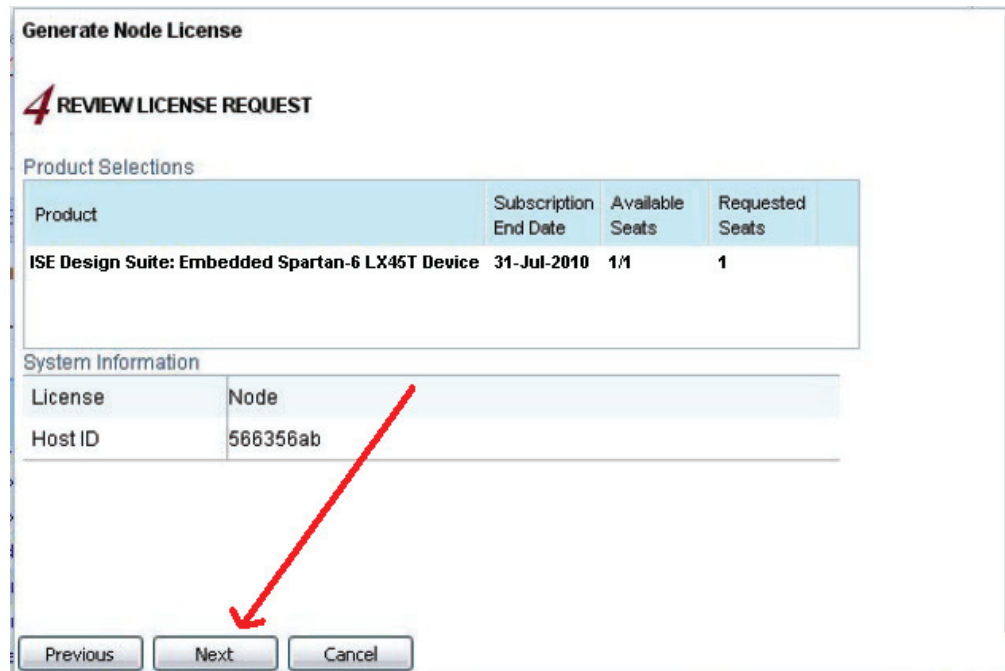 Generate Node License
4 REVIEW LICENSE REQUEST
Product Selections
Product Subscription End Date Available Seats Requested Seats
ISE Design Suite: Embedded Spartan-6 LX45T Device 31-Jul-2010 1/1 1
System Information
License Node
Host ID 566356ab
Previous Next Cancel